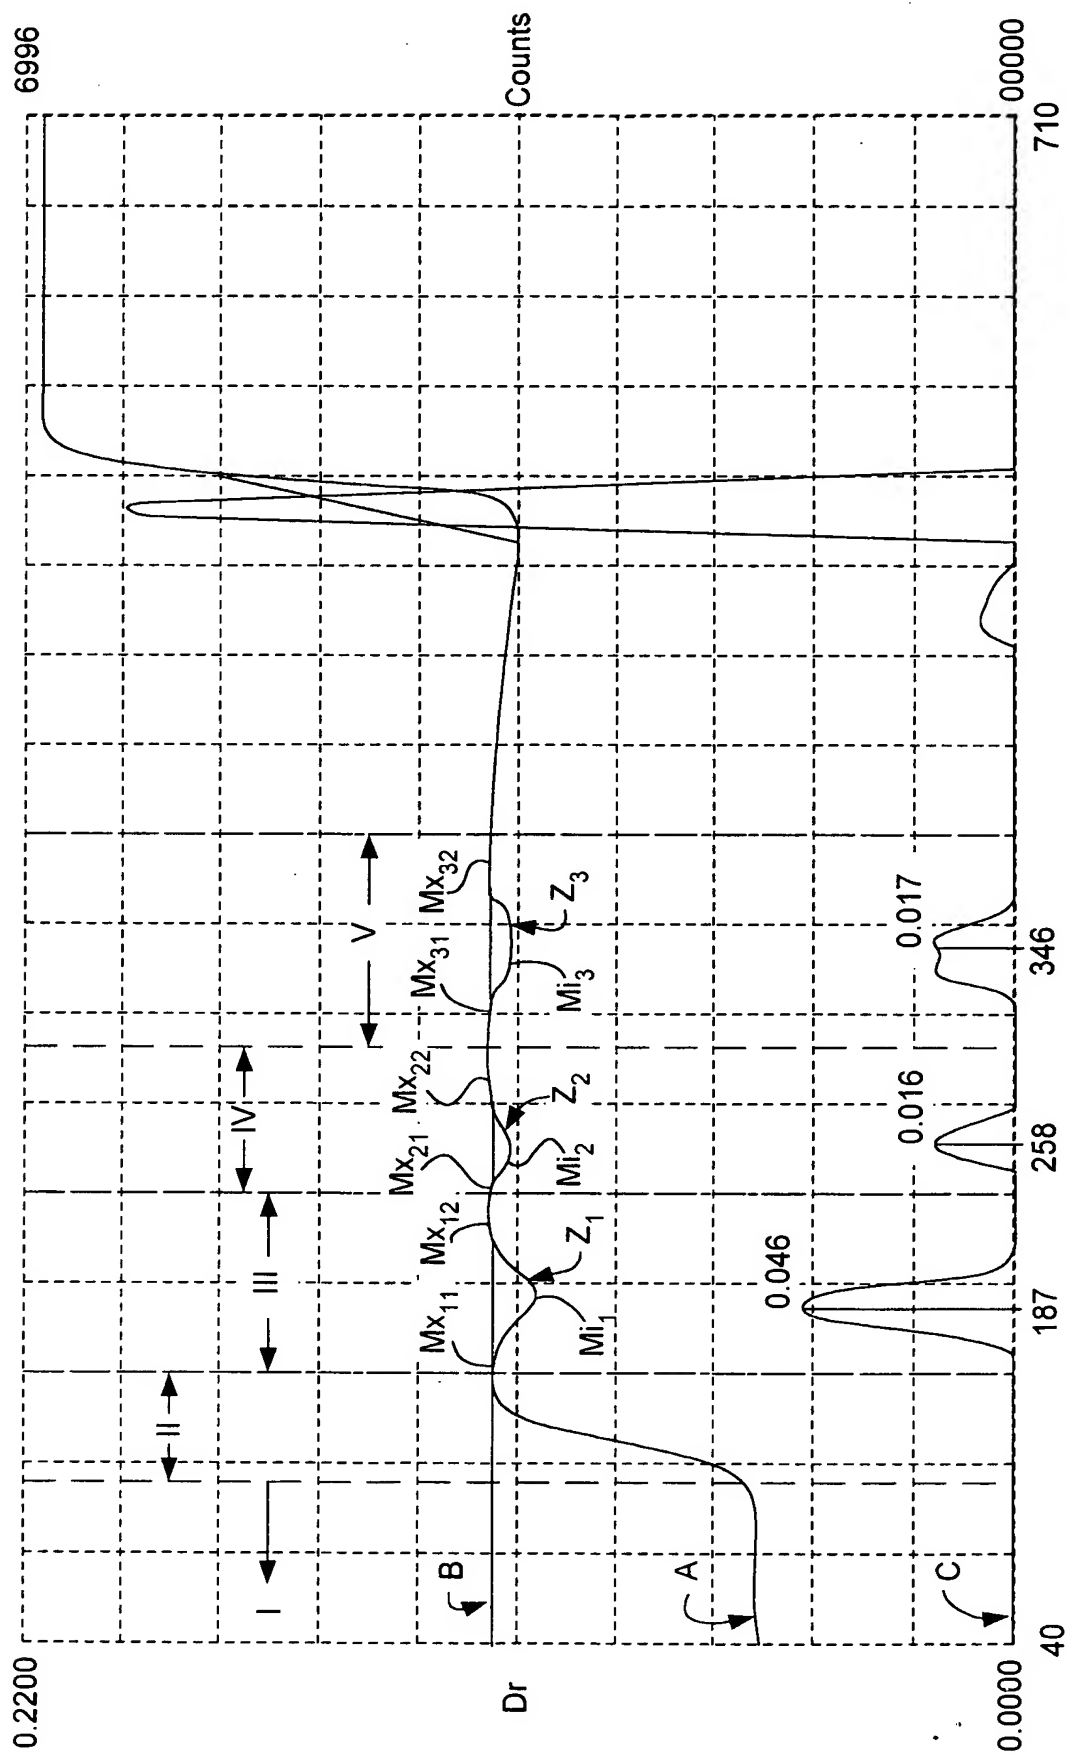 0.2200
6996
I
II
III
IV
V
B
Mx11
Mx12
Mx21
Mx22
Mx31
Mx32
Dr
Counts
Mi1
Z1
Mi2
Z2
Mi3
Z3
A
0.046
0.016
0.017
C
0.0000
00000
40
187
258
346
710